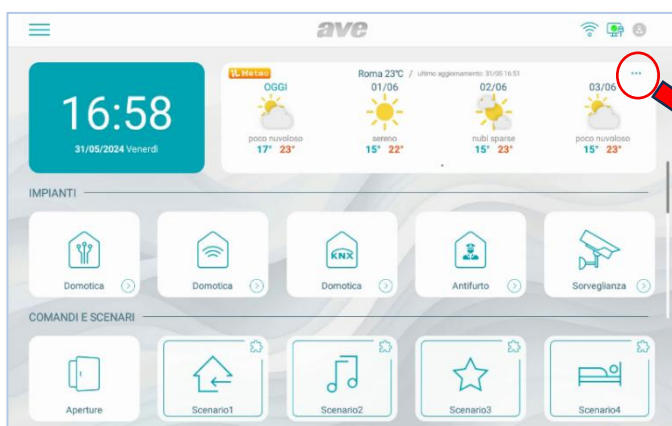 ave
16:58
31/05/2024 Venerdì
iL Meteo
Roma 23°C / ultimo aggiornamento: 31/05 16:51
OGGI
poco nuvoloso
17° 23°
01/06
sereno
15° 22°
02/06
nubi sparse
15° 23°
03/06
poco nuvoloso
15° 23°
IMPIANTI
Domotica
Domotica
KNX
Domotica
Antifurto
Sorveglianza
COMANDI E SCENARI
Aperture
Scenario1
Scenario2
Scenario3
Scenario4